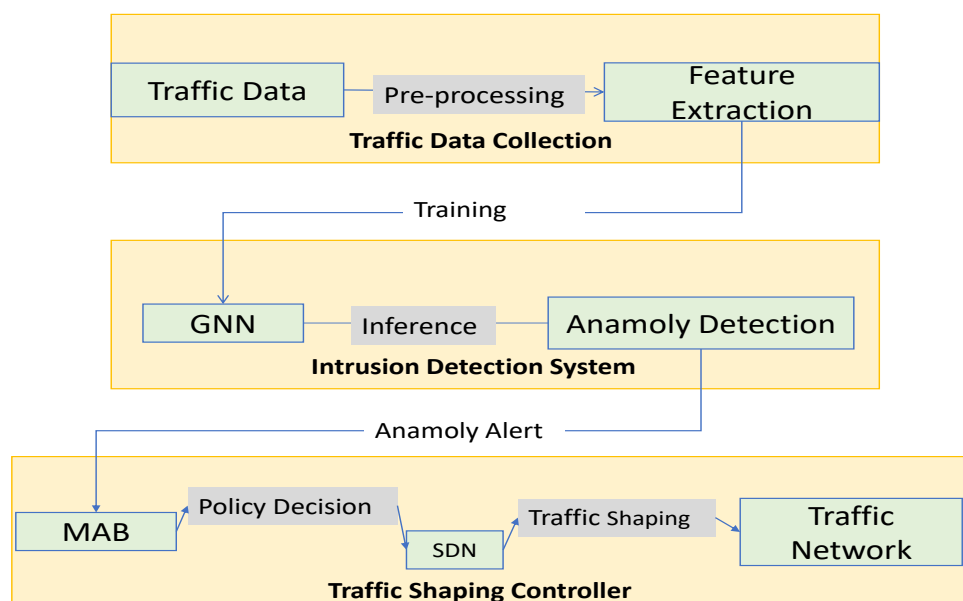 Traffic Data
Pre-processing
Feature
Extraction
Traffic Data Collection
Training
GNN
Inference
Anamoly Detection
Intrusion Detection System
Anamoly Alert
MAB
Policy Decision
SDN
Traffic Shaping
Traffic
Network
Traffic Shaping Controller